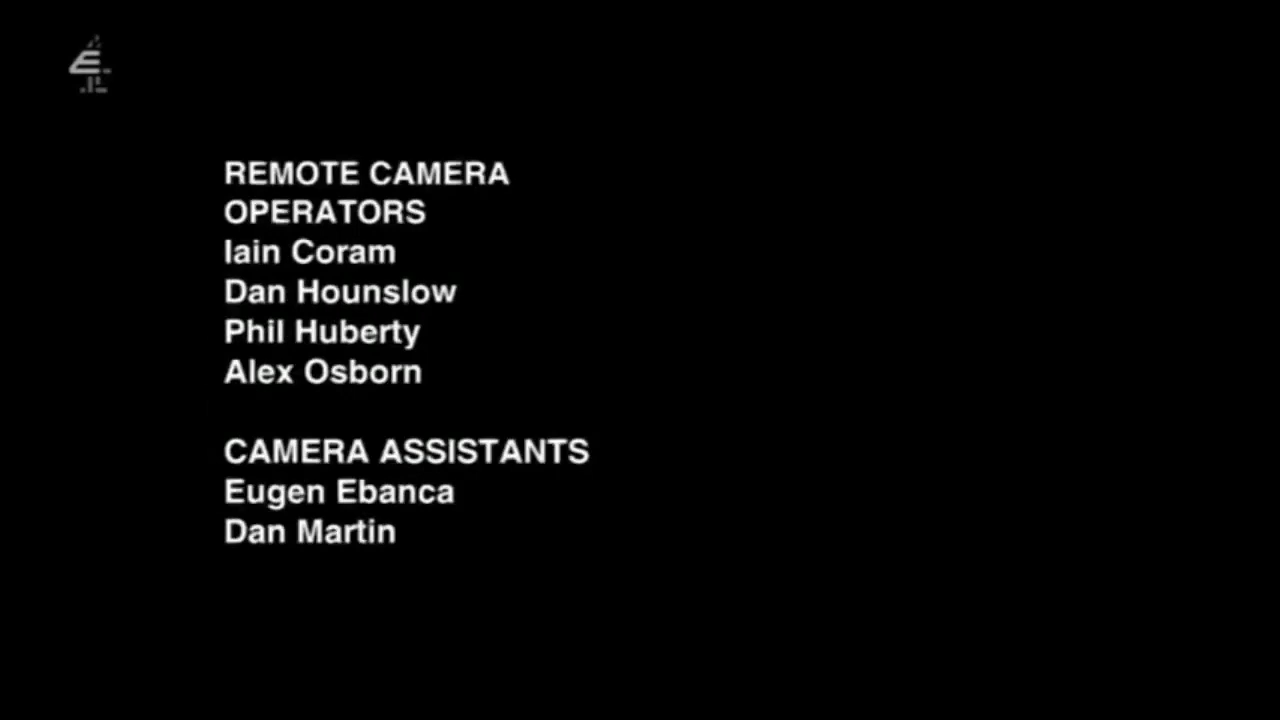 REMOTE CAMERA
OPERATORS
Iain Coram
Dan Hounslow
Phil Huberty
Alex Osborn
CAMERA ASSISTANTS
Eugen Ebanca
Dan Martin